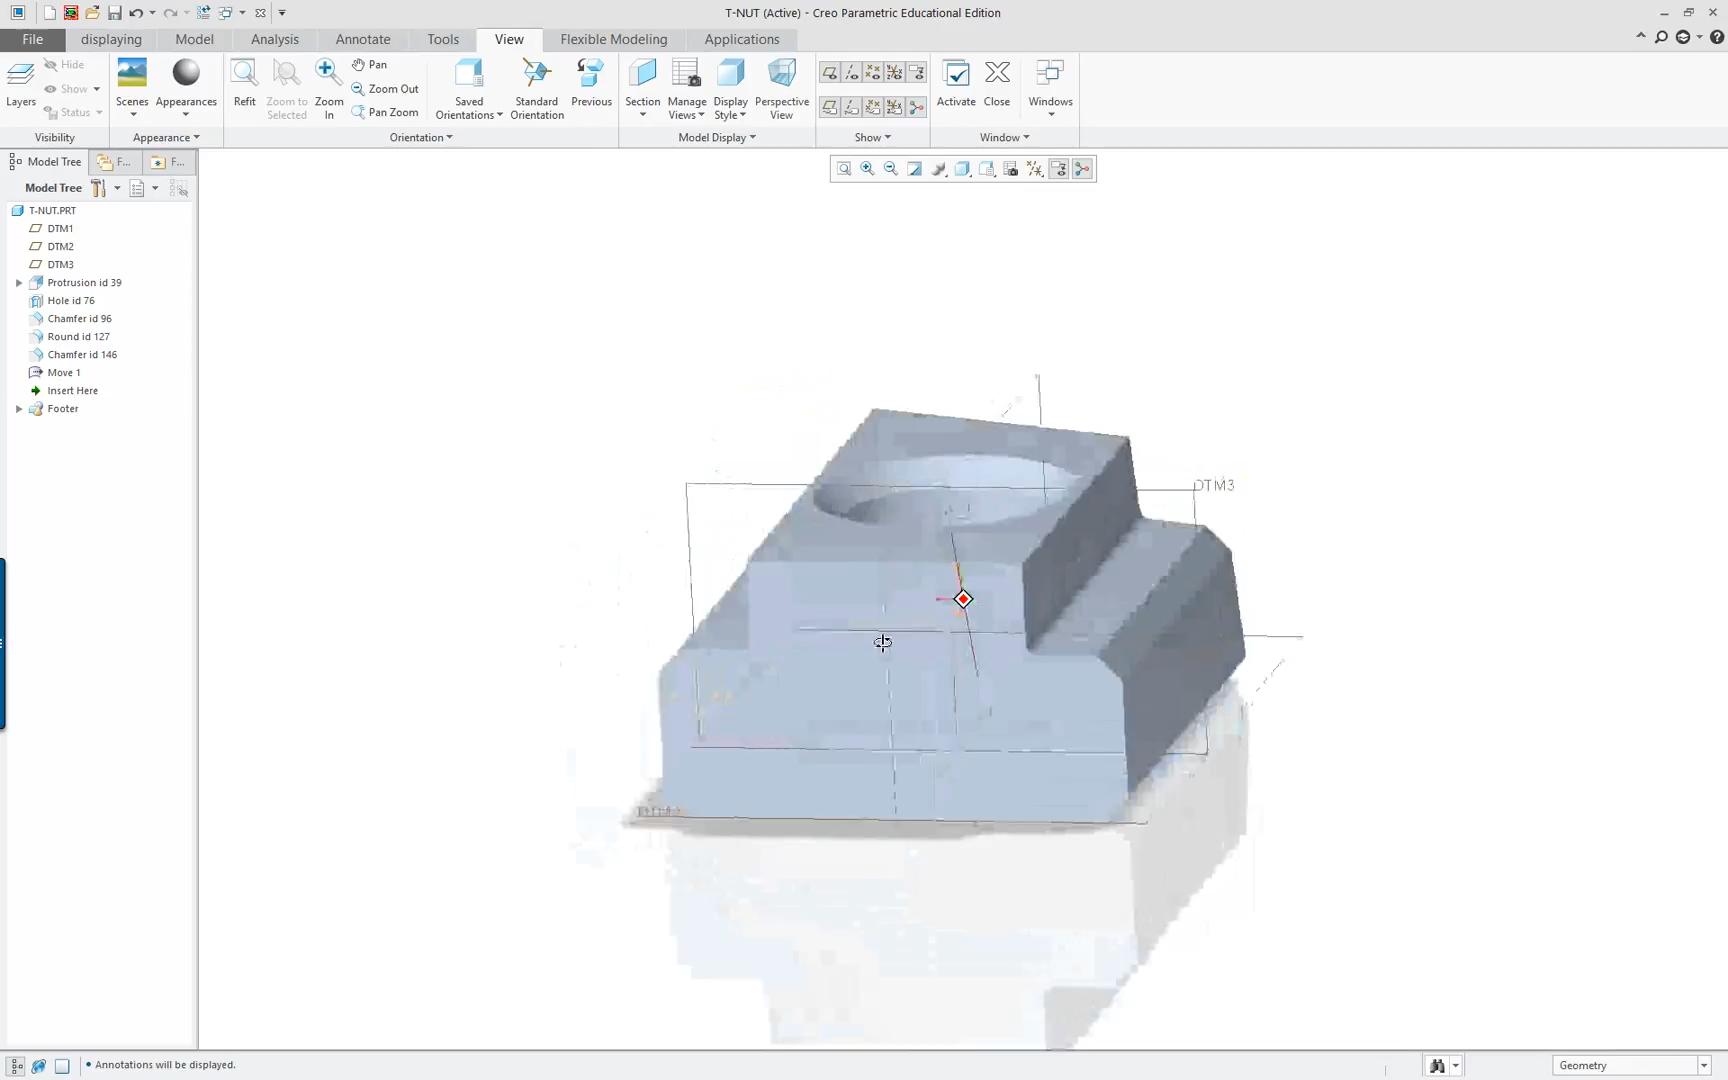 T-NUT (Active) - Creo Parametric Educational Edition
File displaying Model Analysis Annotate Tools View Flexible Modeling Applications
Layers
Hide
Show
Status
Visibility
Scenes
Appearances
Appearance
Refit
Zoom to Selected
Zoom In
Pan
Zoom Out
Pan Zoom
Saved Orientations
Standard Orientation
Previous
Orientation
Section
Manage Views
Display Style
Perspective View
Model Display
Show
Activate
Close
Windows
Window
Model Tree F... F...
Model Tree
T-NUT.PRT
DTM1
DTM2
DTM3
Protrusion id 39
Hole id 76
Chamfer id 96
Round id 127
Chamfer id 146
Move 1
Insert Here
Footer
DTM3
• Annotations will be displayed.
Geometry